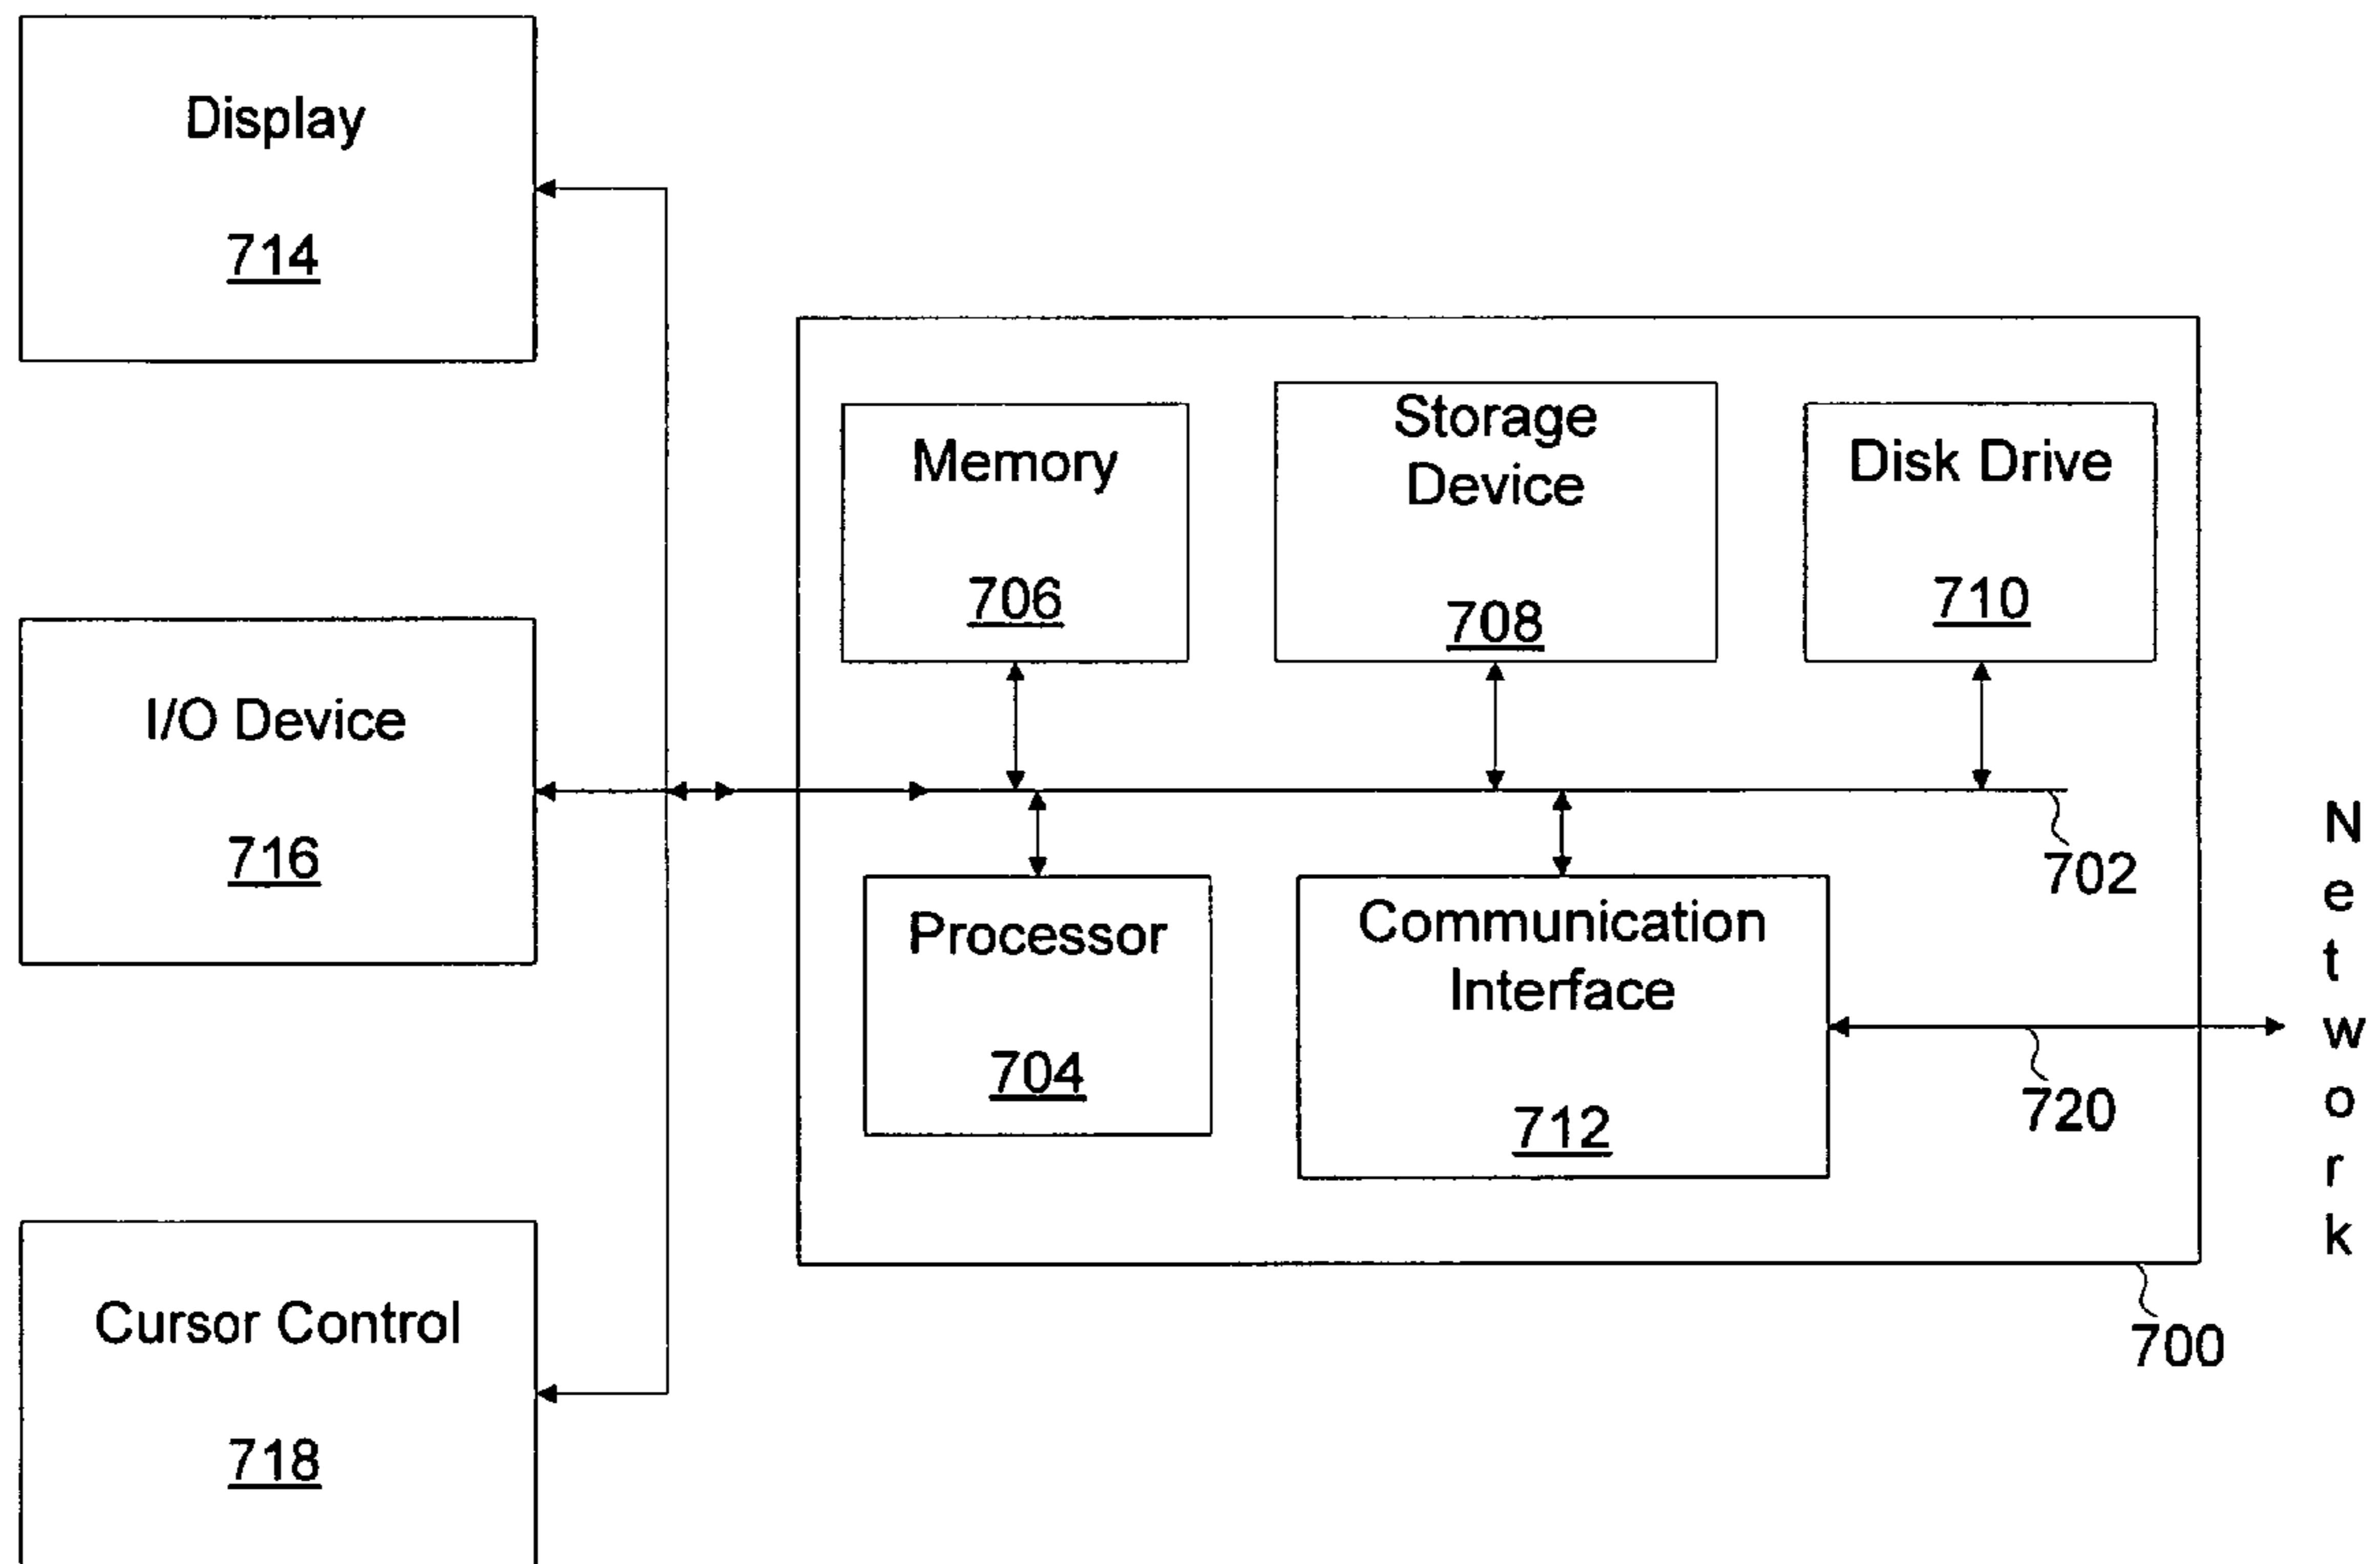 Display
714
I/O Device
716
Cursor Control
718
Memory
706
Storage
Device
708
Disk Drive
710
702
Processor
704
Communication
Interface
712
720
700
Network